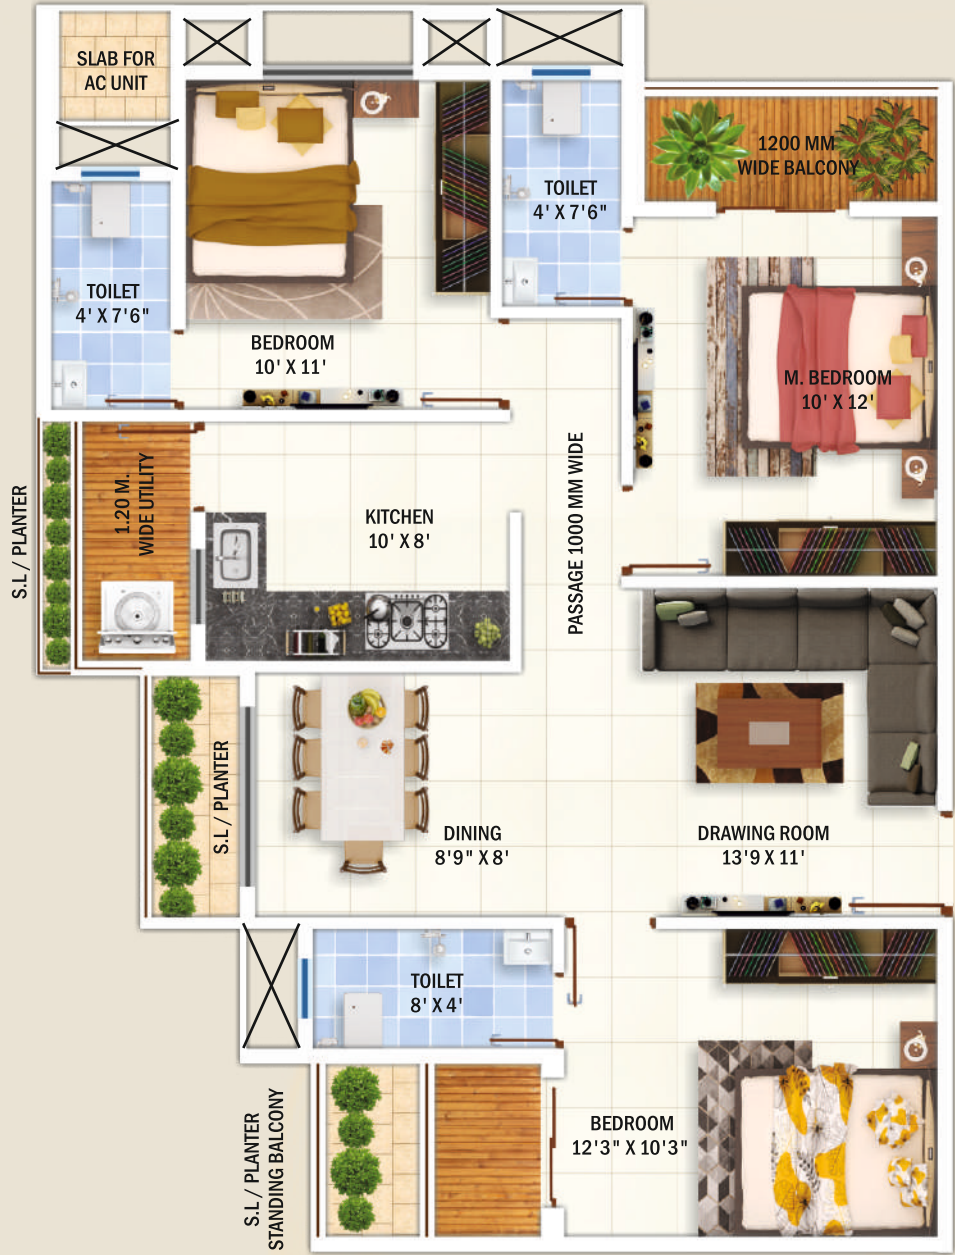 SLAB FOR
AC UNIT
1200 MM
WIDE BALCONY
TOILET
4' X 7'6"
TOILET
4' X 7'6"
BEDROOM
10' X 11'
M. BEDROOM
10' X 12'
S.L / PLANTER
1.20 M.
WIDE UTILITY
KITCHEN
10' X 8'
PASSAGE 1000 MM WIDE
S.L / PLANTER
DINING
8'9" X 8'
DRAWING ROOM
13'9 X 11'
TOILET
8' X 4'
S.L / PLANTER
STANDING BALCONY
BEDROOM
12'3" X 10'3"